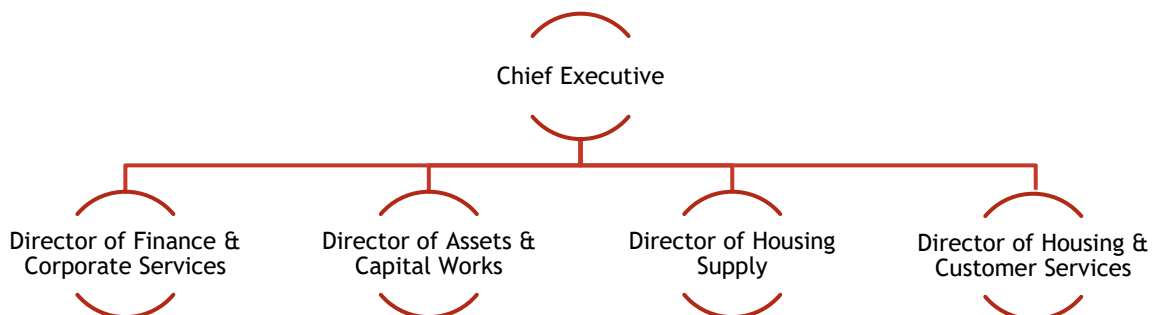 Chief Executive
Director of Finance &
Corporate Services
Director of Assets &
Capital Works
Director of Housing
Supply
Director of Housing &
Customer Services